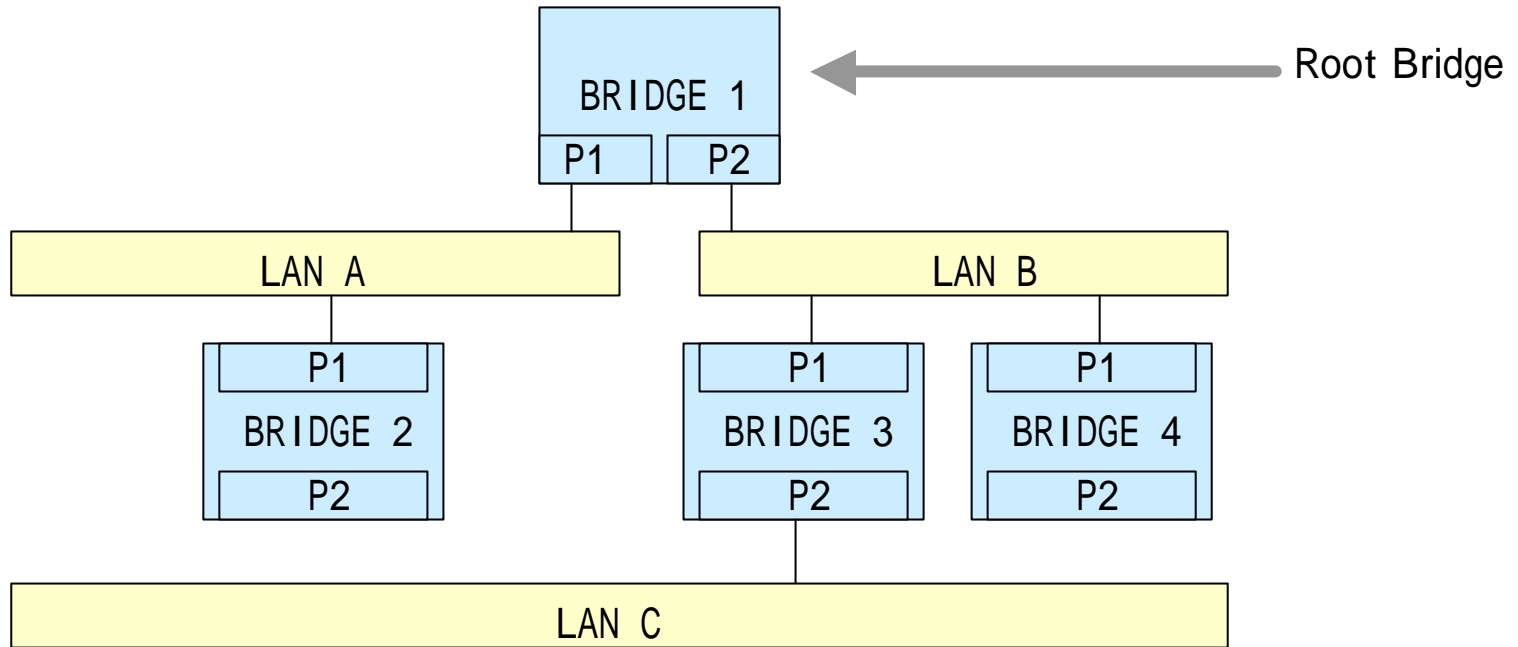 Root Bridge
BRIDGE 1
P1 P2
LAN A LAN B
P1 P1 P1
BRIDGE 2 BRIDGE 3 BRIDGE 4
P2 P2 P2
LAN C